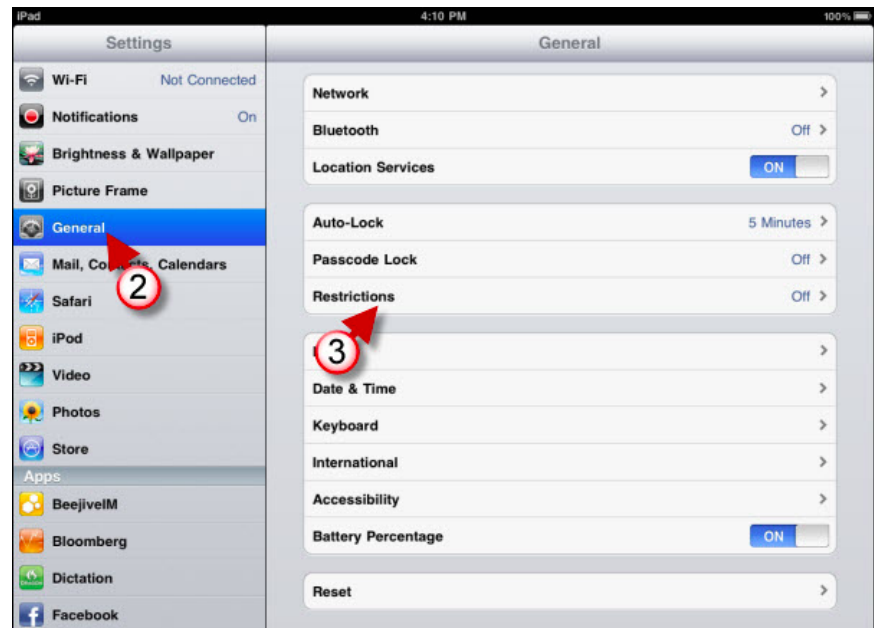 iPad 4:10 PM 100%
Settings
Wi-Fi Not Connected
Notifications On
Brightness & Wallpaper
Picture Frame
General
2
Mail, Contacts, Calendars
Safari
iPod
Video
Photos
Store
Apps
BeejiveIM
Bloomberg
Dictation
Facebook
General
Network
Bluetooth Off
Location Services ON
Auto-Lock 5 Minutes
Passcode Lock Off
Restrictions Off
3
Date & Time
Keyboard
International
Accessibility
Battery Percentage ON
Reset